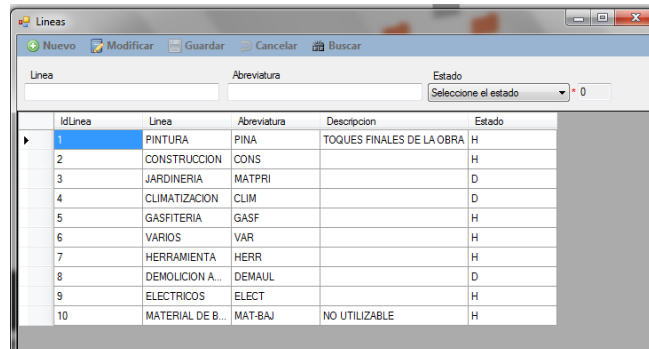 Lineas
Nuevo Modificar Guardar Cancelar Buscar
Linea Abreviatura Estado
Seleccione el estado * 0
IdLinea Linea Abreviatura Descripcion Estado
1 PINTURA PINA TOQUES FINALES DE LA OBRA H
2 CONSTRUCCION CONS H
3 JARDINERIA MATPRI D
4 CLIMATIZACION CLIM D
5 GASFITERIA GASF H
6 VARIOS VAR H
7 HERRAMIENTA HERR H
8 DEMOLICION A... DEMAUL D
9 ELECTRICOS ELECT H
10 MATERIAL DE B... MAT-BAJ NO UTILIZABLE H